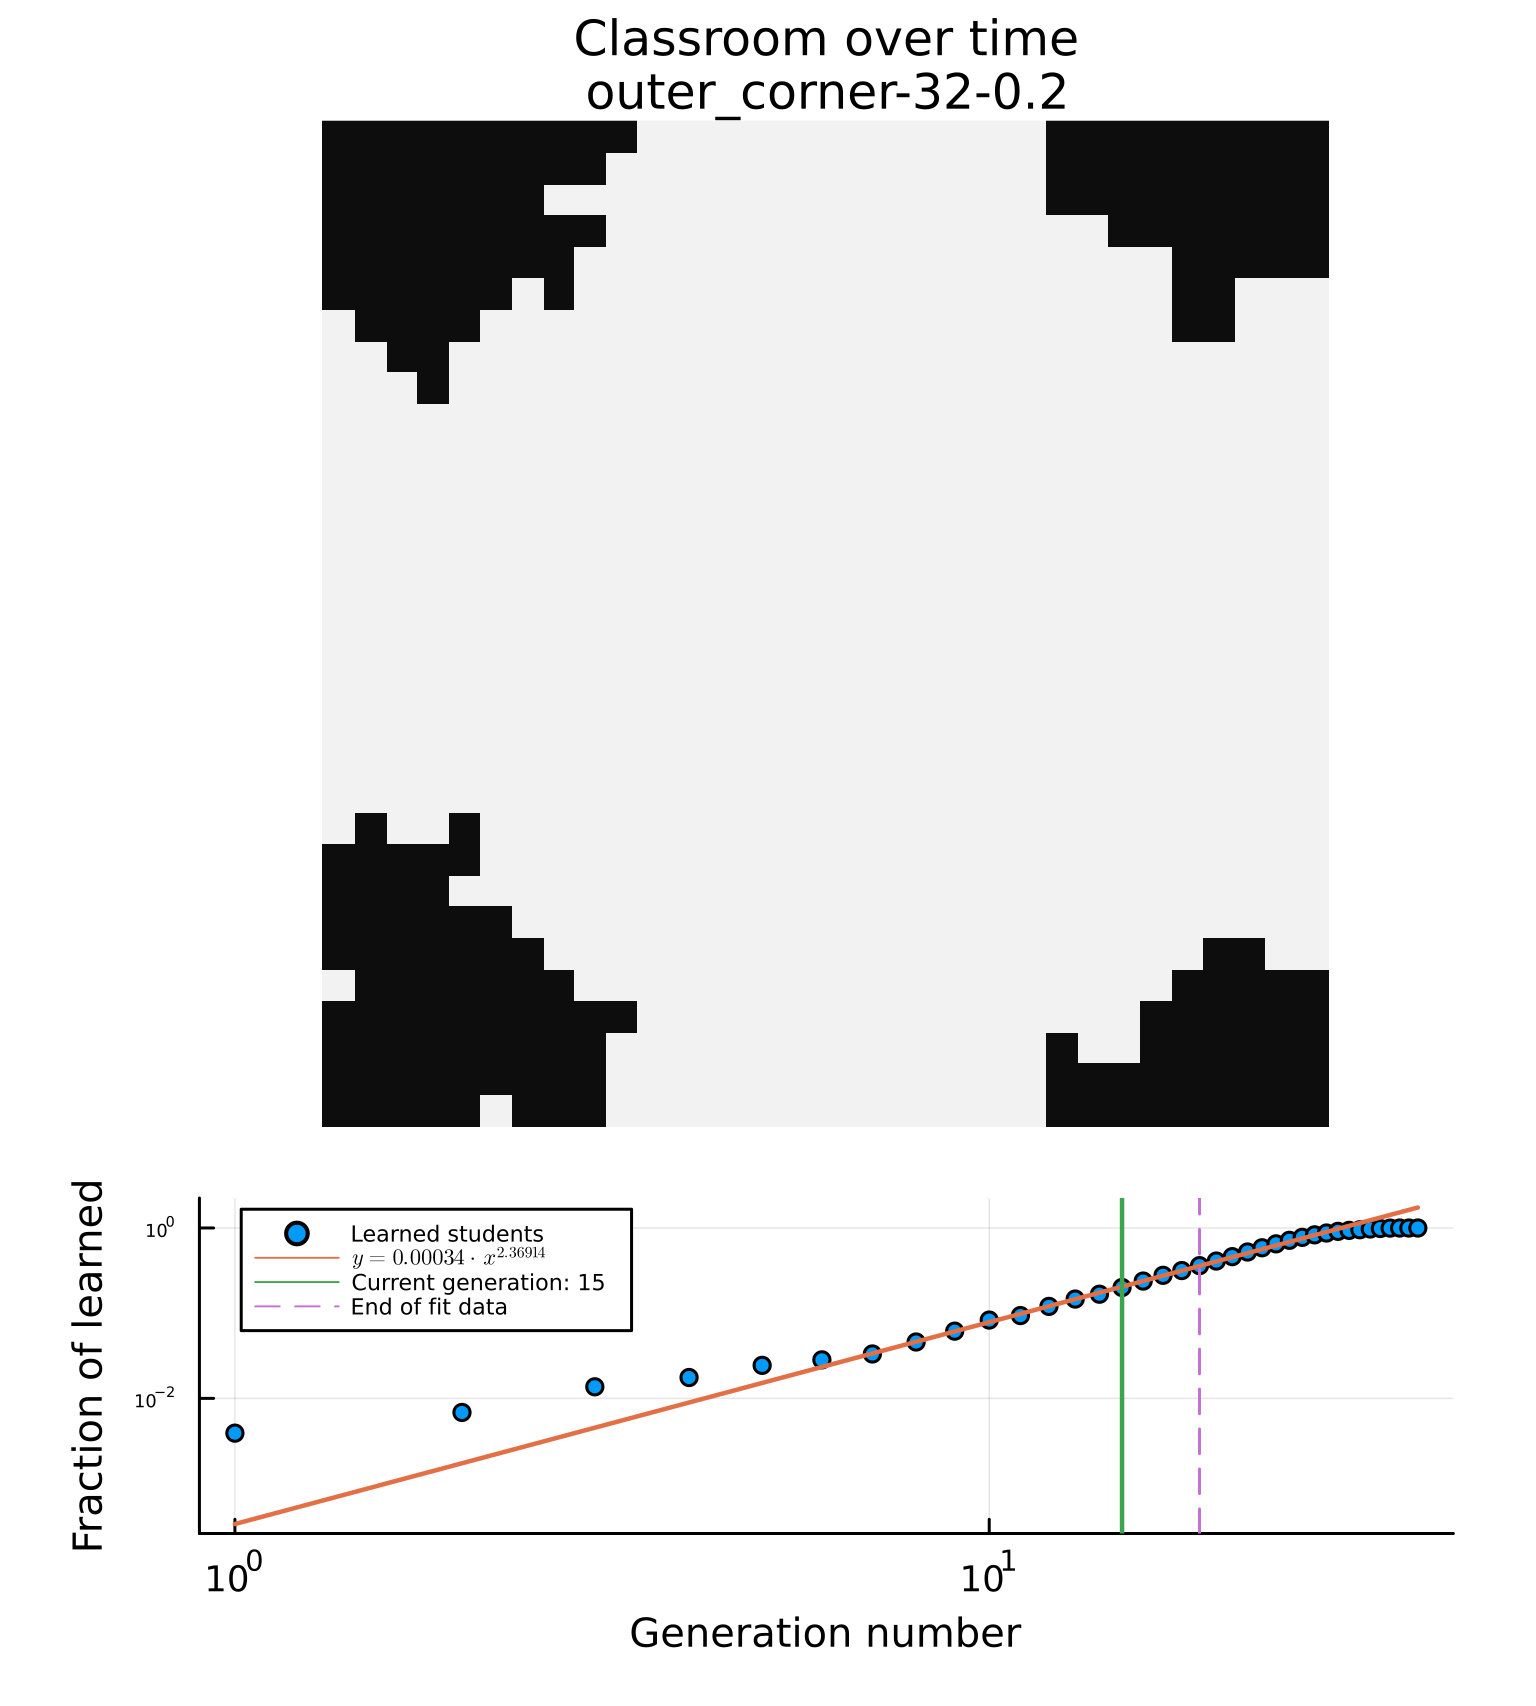 Classroom over time
outer_corner-32-0.2
Fraction of learned
10^0
10^−2
Learned students
y = 0.00034 · x^2.36914
Current generation: 15
End of fit data
10^0
10^1
Generation number